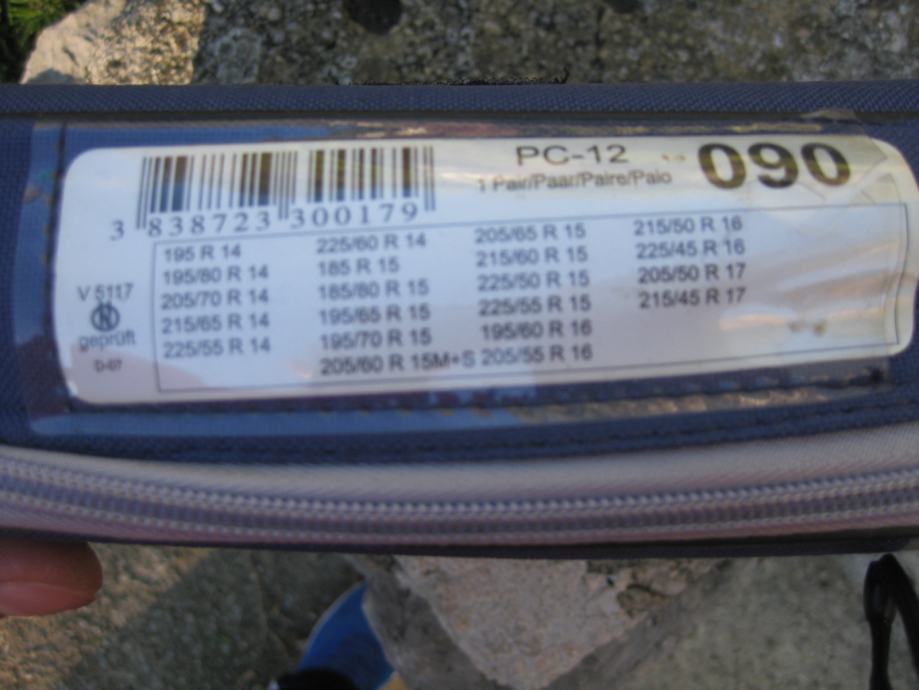 PC-12 090
1 Pair/Paar/Paire/Paio
3 838723 300179
V 5117
geprüft
D-07
195 R 14
195/80 R 14
205/70 R 14
215/65 R 14
225/55 R 14
225/60 R 14
185 R 15
185/80 R 15
195/65 R 15
195/70 R 15
205/60 R 15M+S
205/65 R 15
215/60 R 15
225/50 R 15
225/55 R 15
195/60 R 16
205/55 R 16
215/50 R 16
225/45 R 16
205/50 R 17
215/45 R 17